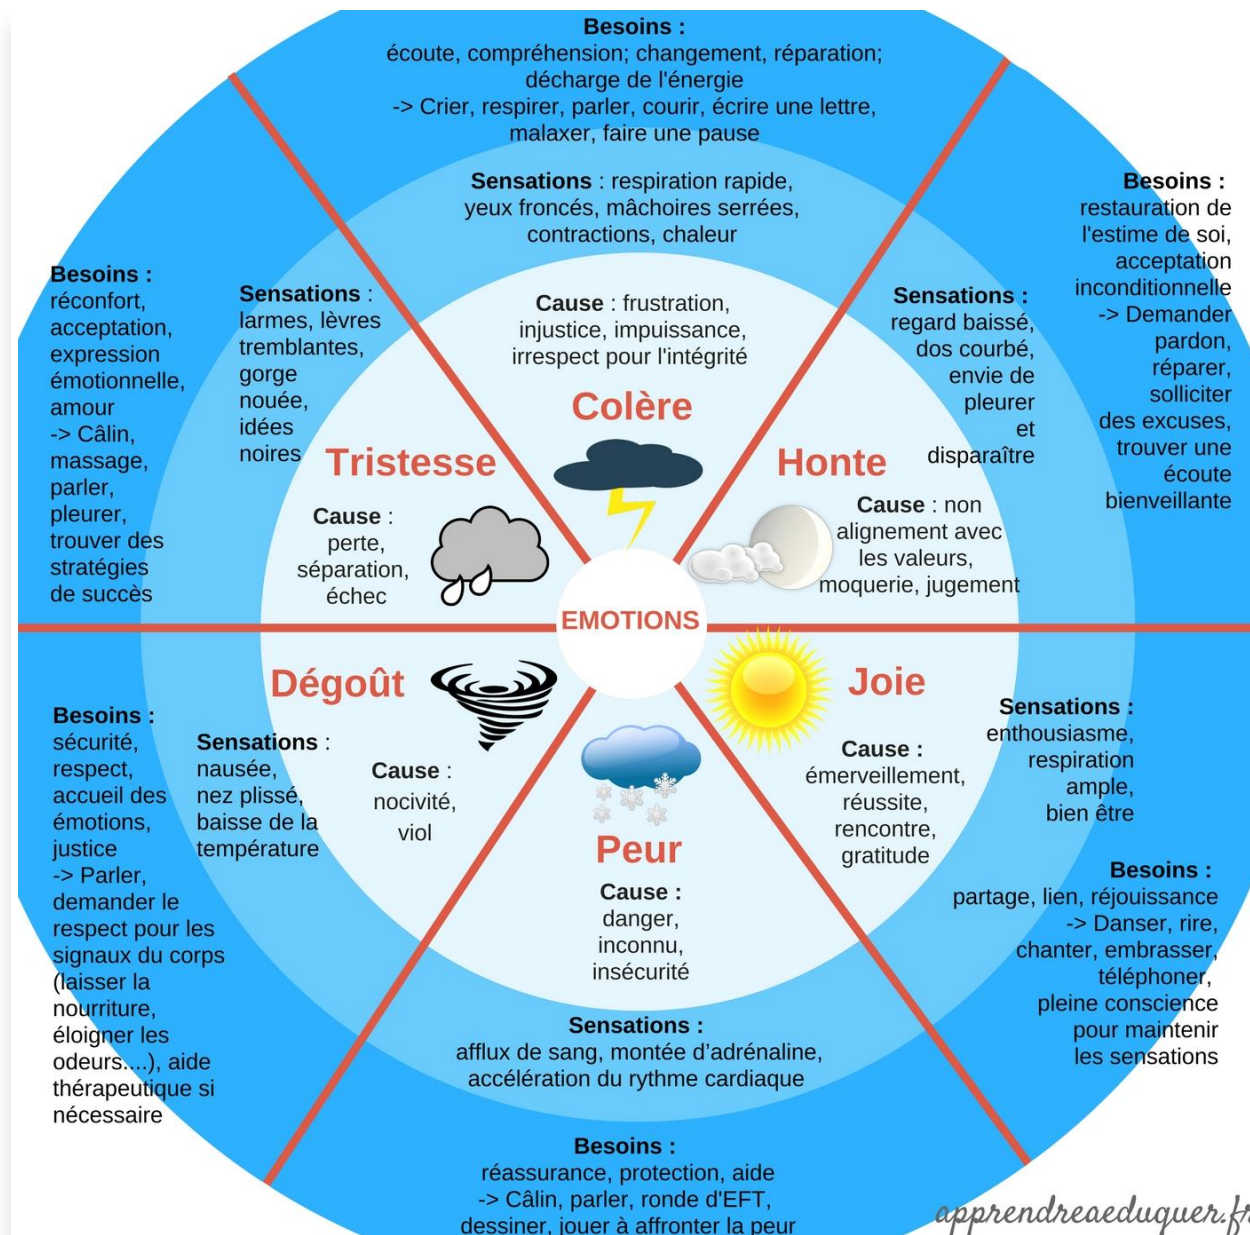 Besoins :
écoute, compréhension; changement, réparation;
décharge de l'énergie
-> Crier, respirer, parler, courir, écrire une lettre,
malaxer, faire une pause
Sensations : respiration rapide,
yeux froncés, mâchoires serrées,
contractions, chaleur
Cause : frustration,
injustice, impuissance,
irrespect pour l'intégrité
Colère
Besoins :
restauration de
l'estime de soi,
acceptation
inconditionnelle
-> Demander
pardon,
réparer,
solliciter
des excuses,
trouver une
écoute
bienveillante
Sensations :
regard baissé,
dos courbé,
envie de
pleurer
et
disparaître
Honte
Cause : non
alignement avec
les valeurs,
moquerie, jugement
Besoins :
réconfort,
acceptation,
expression
émotionnelle,
amour
-> Câlin,
massage,
parler,
pleurer,
trouver des
stratégies
de succès
Sensations :
larmes, lèvres
tremblantes,
gorge
nouée,
idées
noires
Tristesse
Cause :
perte,
séparation,
échec
EMOTIONS
Dégoût
Besoins :
sécurité,
respect,
accueil des
émotions,
justice
-> Parler,
demander le
respect pour les
signaux du corps
(laisser la
nourriture,
éloigner les
odeurs....), aide
thérapeutique si
nécessaire
Sensations :
nausée,
nez plissé,
baisse de la
température
Cause :
nocivité,
viol
Joie
Cause :
émerveillement,
réussite,
rencontre,
gratitude
Sensations :
enthousiasme,
respiration
ample,
bien être
Besoins :
partage, lien, réjouissance
-> Danser, rire,
chanter, embrasser,
téléphoner,
pleine conscience
pour maintenir
les sensations
Peur
Cause :
danger,
inconnu,
insécurité
Sensations :
afflux de sang, montée d’adrénaline,
accélération du rythme cardiaque
Besoins :
réassurance, protection, aide
-> Câlin, parler, ronde d'EFT,
dessiner, jouer à affronter la peur
apprendreaeduquer.fr